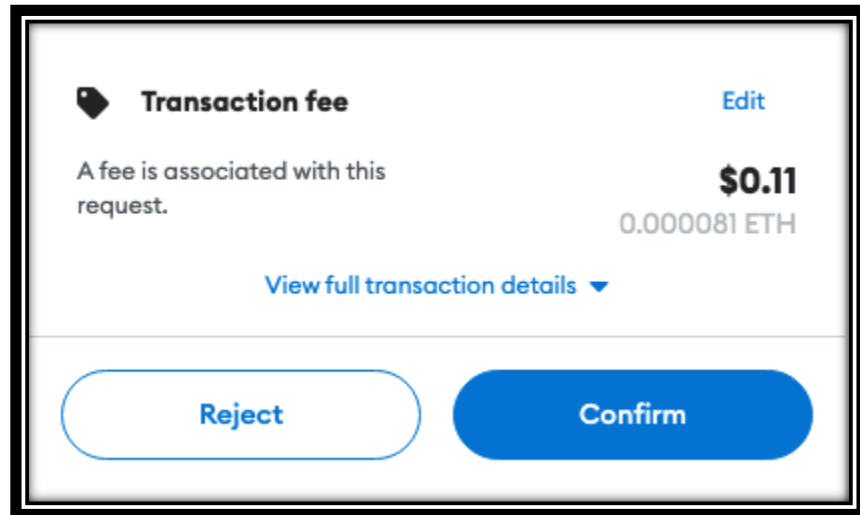 Transaction fee
Edit
A fee is associated with this
request.
$0.11
0.000081 ETH
View full transaction details
Reject
Confirm